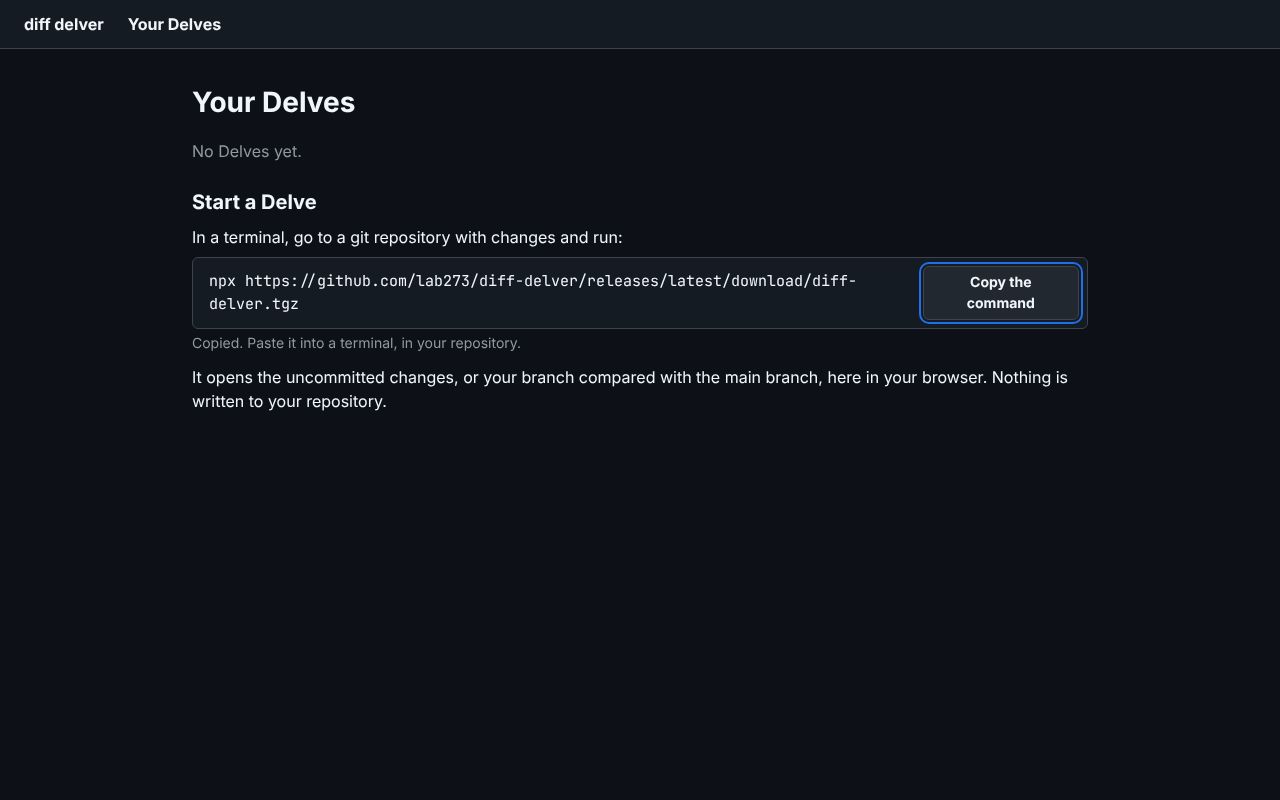 diff delver Your Delves
Your Delves
No Delves yet.
Start a Delve
In a terminal, go to a git repository with changes and run:
npx https://github.com/lab273/diff-delver/releases/latest/download/diff-
delver.tgz
Copy the
command
Copied. Paste it into a terminal, in your repository.
It opens the uncommitted changes, or your branch compared with the main branch, here in your browser. Nothing is
written to your repository.